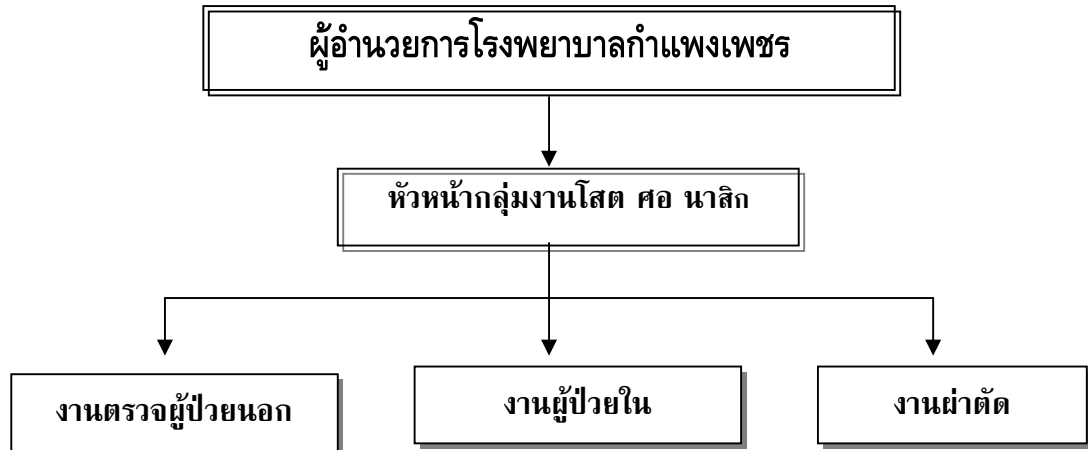 ผู้อำนวยการโรงพยาบาลกำแพงเพชร
หัวหน้ากลุ่มงานโสต ศอ นาสิก
งานตรวจผู้ป่วยนอก
งานผู้ป่วยใน
งานผ่าตัด